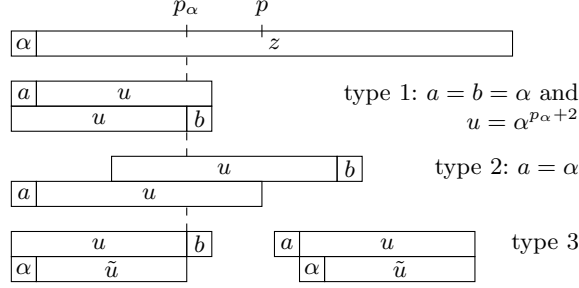 p_α p
α z
a u type 1: a = b = α and
u b u = α^{p_α+2}
u b type 2: a = α
a u
u b a u type 3
α ũ α ũ